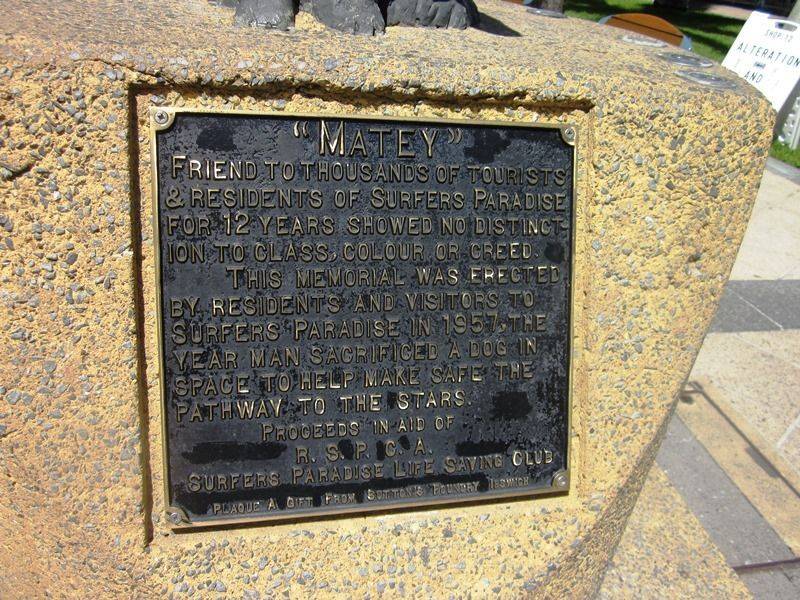 "MATEY"
FRIEND TO THOUSANDS OF TOURISTS
& RESIDENTS OF SURFERS PARADISE
FOR 12 YEARS SHOWED NO DISTINCT-
ION TO CLASS, COLOUR OR CREED.
THIS MEMORIAL WAS ERECTED
BY RESIDENTS AND VISITORS TO
SURFERS PARADISE IN 1957, THE
YEAR MAN SACRIFICED A DOG IN
SPACE TO HELP MAKE SAFE THE
PATHWAY TO THE STARS.
PROCEEDS IN AID OF
R. S. P. C. A.
SURFERS PARADISE LIFE SAVING CLUB
PLAQUE A GIFT FROM SUTTON'S FOUNDRY IPSWICH
SHOP 12
ALTERATION
AND